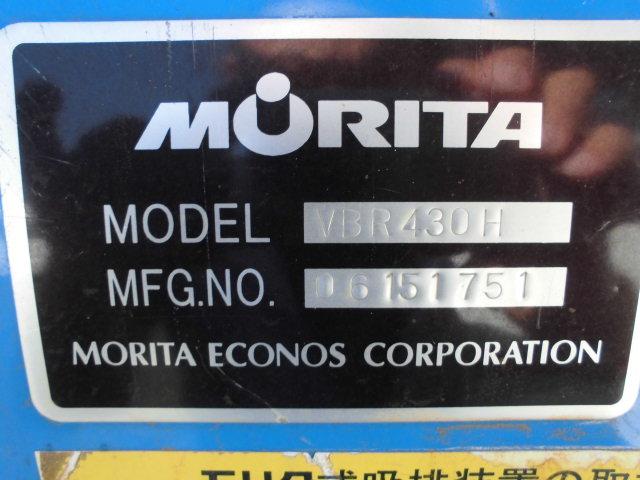 MORITA
MODEL VBR430H
MFG.NO. 06151751
MORITA ECONOS CORPORATION
式吸排装置の取